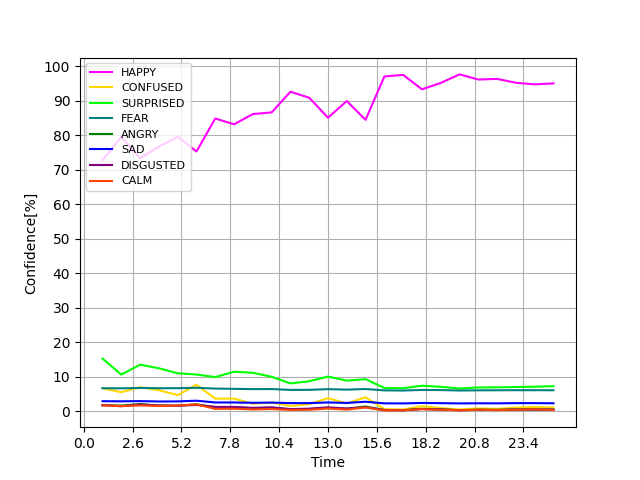 100
90
80
70
60
50
40
30
20
10
0
Confidence[%]
HAPPY
CONFUSED
SURPRISED
FEAR
ANGRY
SAD
DISGUSTED
CALM
0.0 2.6 5.2 7.8 10.4 13.0 15.6 18.2 20.8 23.4
Time